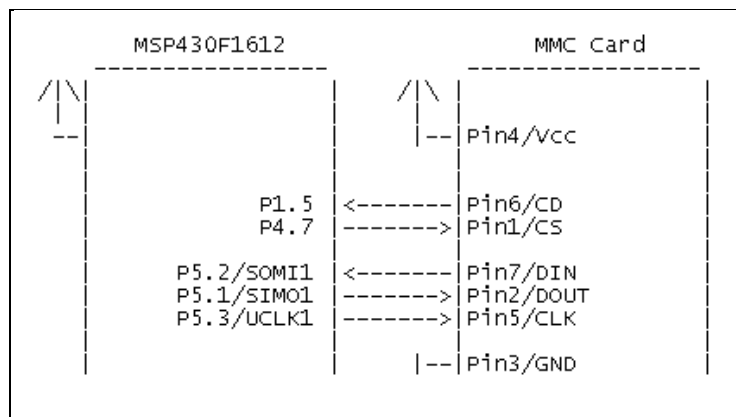 MSP430F1612 MMC Card
Pin4/Vcc
P1.5 <-------|Pin6/CD
P4.7 ------->|Pin1/CS
P5.2/SOMI1 <-------|Pin7/DIN
P5.1/SIMO1 ------->|Pin2/DOUT
P5.3/UCLK1 ------->|Pin5/CLK
Pin3/GND